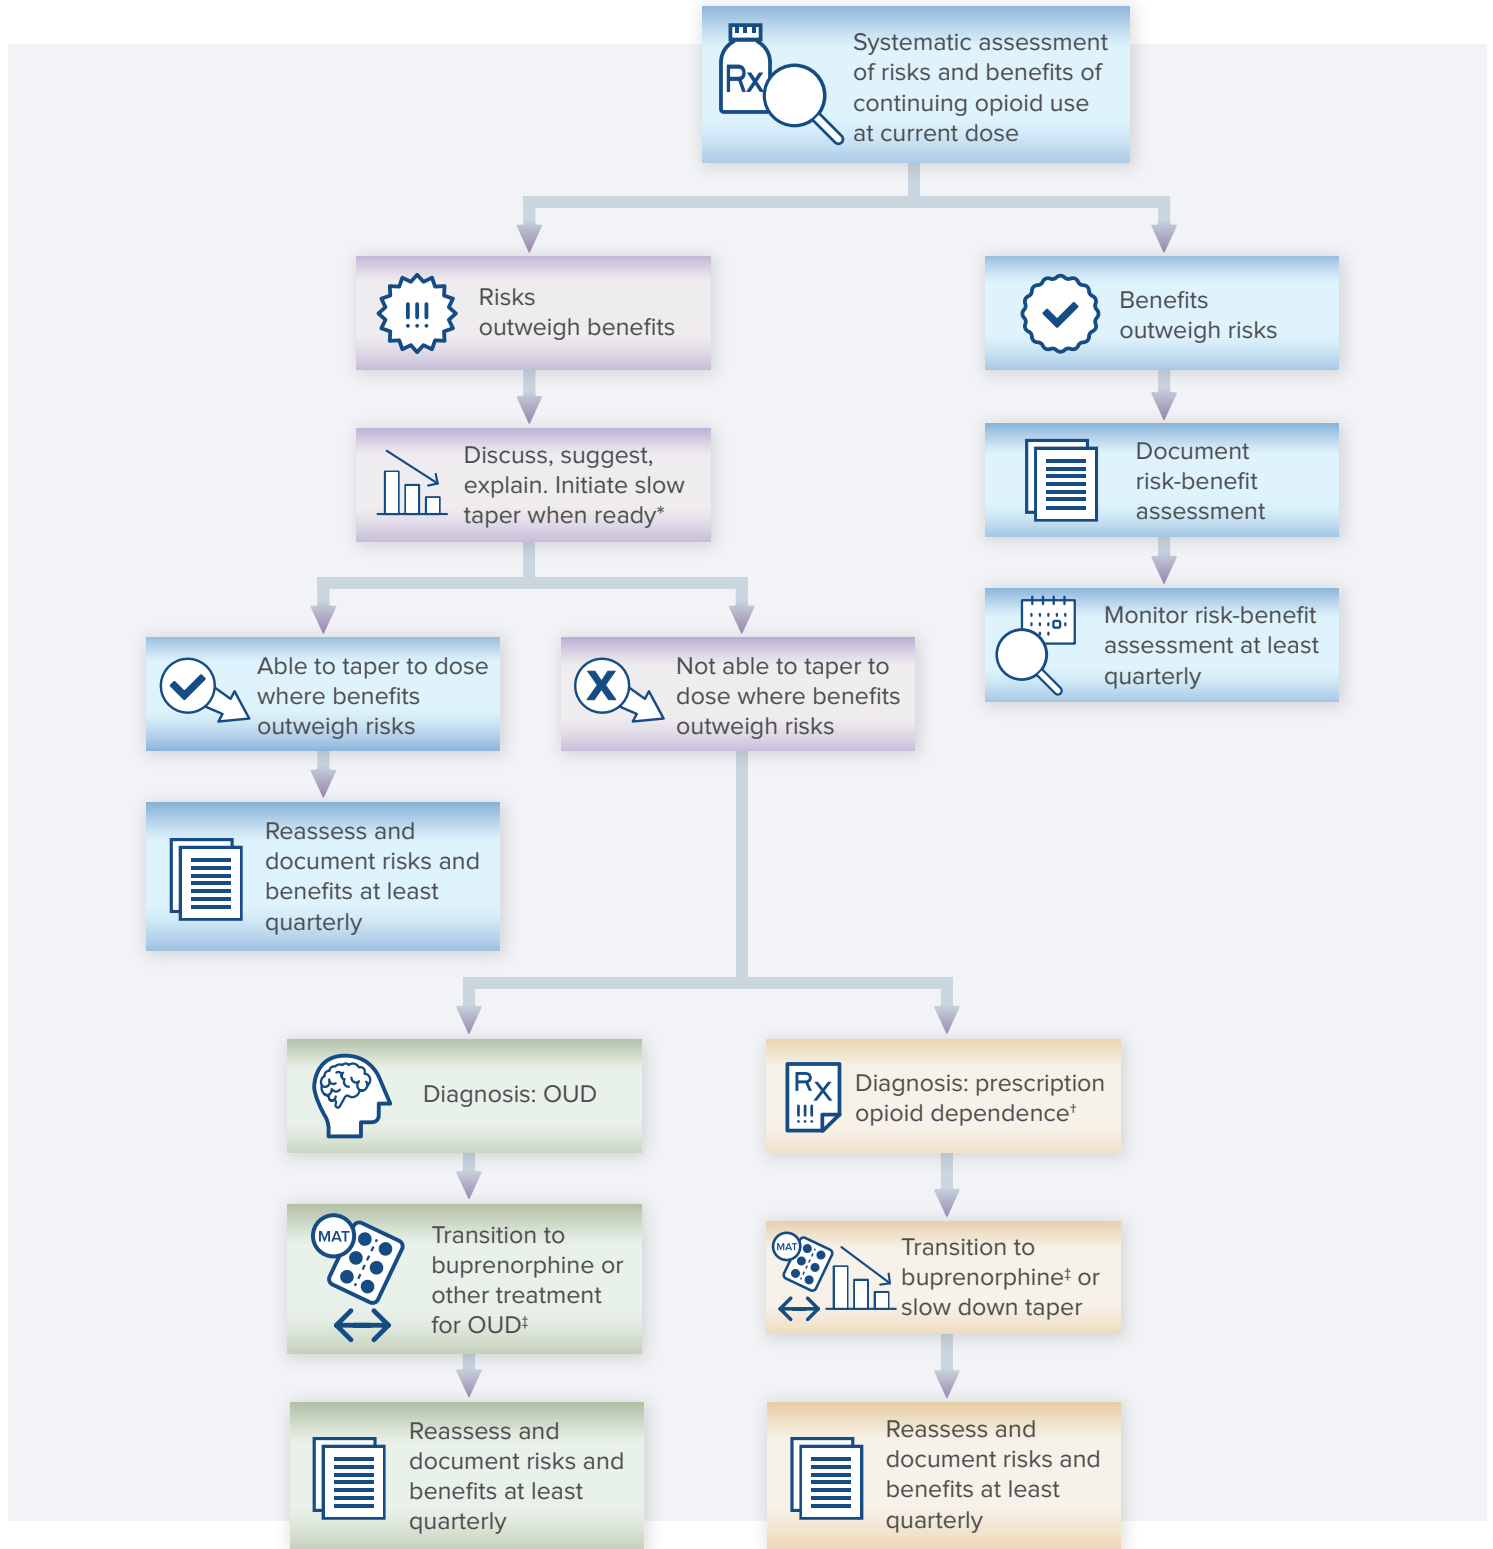 Rx
Systematic assessment
of risks and benefits of
continuing opioid use
at current dose
!!!
Risks
outweigh benefits
Benefits
outweigh risks
Discuss, suggest,
explain. Initiate slow
taper when ready*
Document
risk-benefit
assessment
Monitor risk-benefit
assessment at least
quarterly
Able to taper to dose
where benefits
outweigh risks
X
Not able to taper to
dose where benefits
outweigh risks
Reassess and
document risks and
benefits at least
quarterly
Diagnosis: OUD
Rx
!!!
Diagnosis: prescription
opioid dependence†
MAT
Transition to
buprenorphine or
other treatment
for OUD‡
MAT
Transition to
buprenorphine‡ or
slow down taper
Reassess and
document risks and
benefits at least
quarterly
Reassess and
document risks and
benefits at least
quarterly